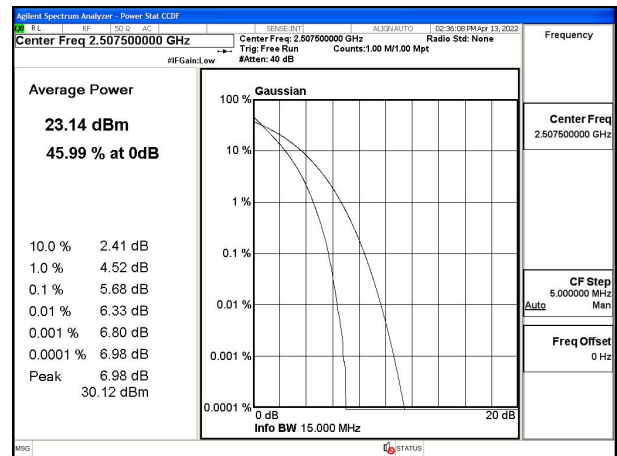 Agilent Spectrum Analyzer - Power Stat CCDF
RL RF 50 Ω AC SENSE:INT ALIGN AUTO 02:36:08 PM Apr 13, 2022
Center Freq 2.507500000 GHz
Center Freq: 2.507500000 GHz Radio Std: None
Trig: Free Run Counts:1.00 M/1.00 Mpt
#IFGain:Low #Atten: 40 dB
Frequency
Average Power
23.14 dBm
45.99 % at 0dB
10.0 % 2.41 dB
1.0 % 4.52 dB
0.1 % 5.68 dB
0.01 % 6.33 dB
0.001 % 6.80 dB
0.0001 % 6.98 dB
Peak 6.98 dB
30.12 dBm
Gaussian
100 %
10 %
1 %
0.1 %
0.01 %
0.001 %
0.0001 %
0 dB 20 dB
Info BW 15.000 MHz
Center Freq
2.507500000 GHz
CF Step
5.000000 MHz
Auto Man
Freq Offset
0 Hz
MSG STATUS